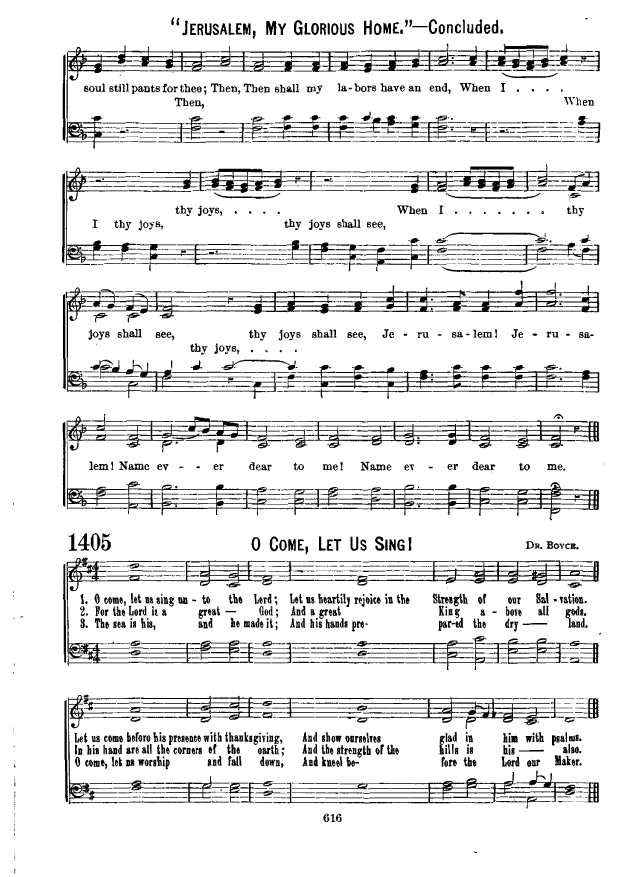 "JERUSALEM, MY GLORIOUS HOME."—Concluded.
soul still pants for thee; Then, Then shall my la-bors have an end, When I . . . .
Then, When
thy joys, . . . . When I . . . . . . . thy
I thy joys, thy joys shall see,
joys shall see, thy joys shall see, Je - ru - sa-lem! Je - ru - sa-
thy joys, . . . .
lem! Name ev - - er dear to me! Name ev - er dear to me.
1405 O COME, LET US SING! DR. BOYCE.
1. O come, let us sing un- to the Lord; Let us heartily rejoice in the Strength of our Sal - vation.
2. For the Lord is a great — God; And a great King a - bove all gods.
3. The sea is his, and he made it; And his hands pre- par-ed the dry — land.
Let us come before his presence with thanksgiving, And show ourselves glad in him with psalms.
In his hand are all the corners of the earth; And the strength of the hills is his — also.
O come, let us worship and fall down, And kneel be- fore the Lord our Maker.
616